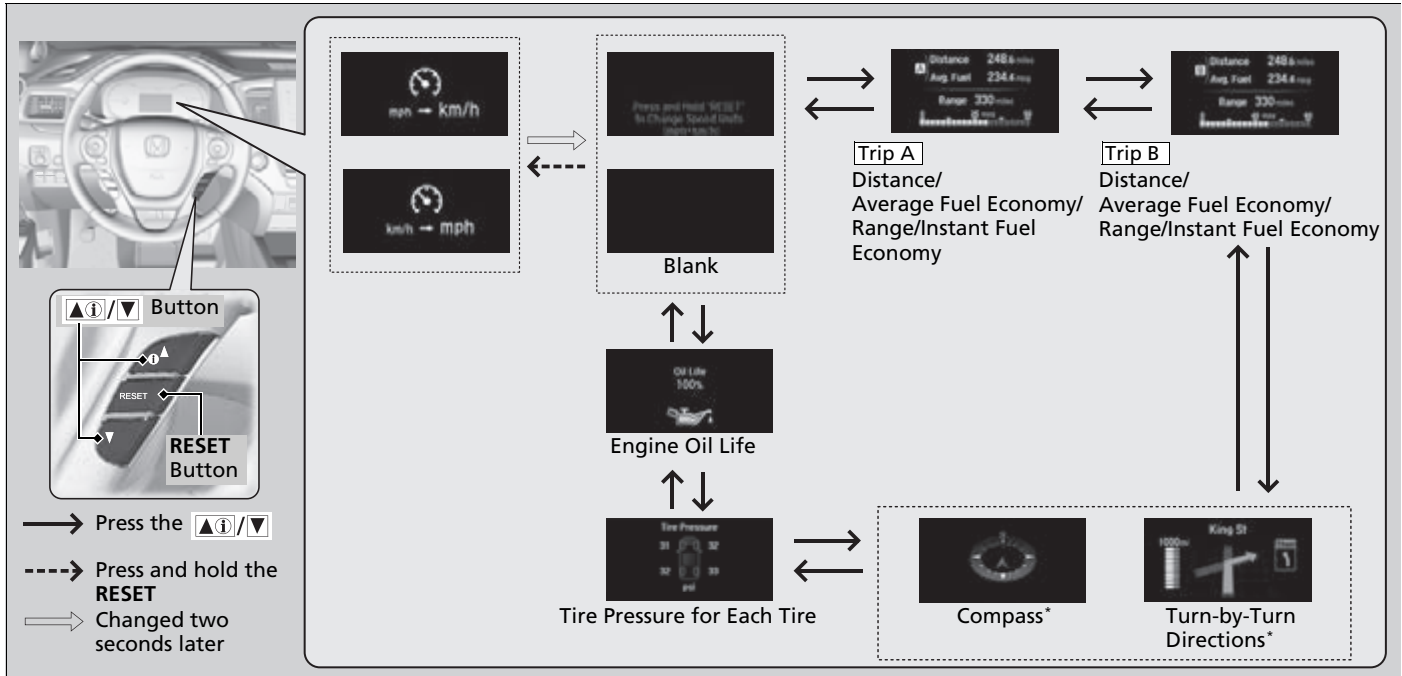 mph → km/h
km/h → mph
Press and Hold "RESET"
to Change Speed Units
(mph↔km/h)
Blank
A Distance 248.6 miles
Avg. Fuel 234.4 mpg
Range 330 miles
Trip A
Distance/
Average Fuel Economy/
Range/Instant Fuel
Economy
B Distance 248.6 miles
Avg. Fuel 234.4 mpg
Range 330 miles
Trip B
Distance/
Average Fuel Economy/
Range/Instant Fuel Economy
▲ⓘ/▼ Button
RESET
RESET
Button
Press the ▲ⓘ/▼
Press and hold the
RESET
Changed two
seconds later
Oil Life
100%
Engine Oil Life
Tire Pressure
31 32
32 33
psi
Tire Pressure for Each Tire
Compass*
King St
Turn-by-Turn
Directions*